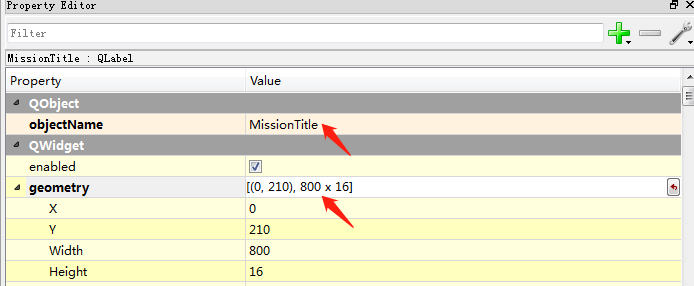 Property Editor
Filter
MissionTitle : QLabel
Property Value
QObject
objectName MissionTitle
QWidget
enabled
geometry [(0, 210), 800 x 16]
X 0
Y 210
Width 800
Height 16